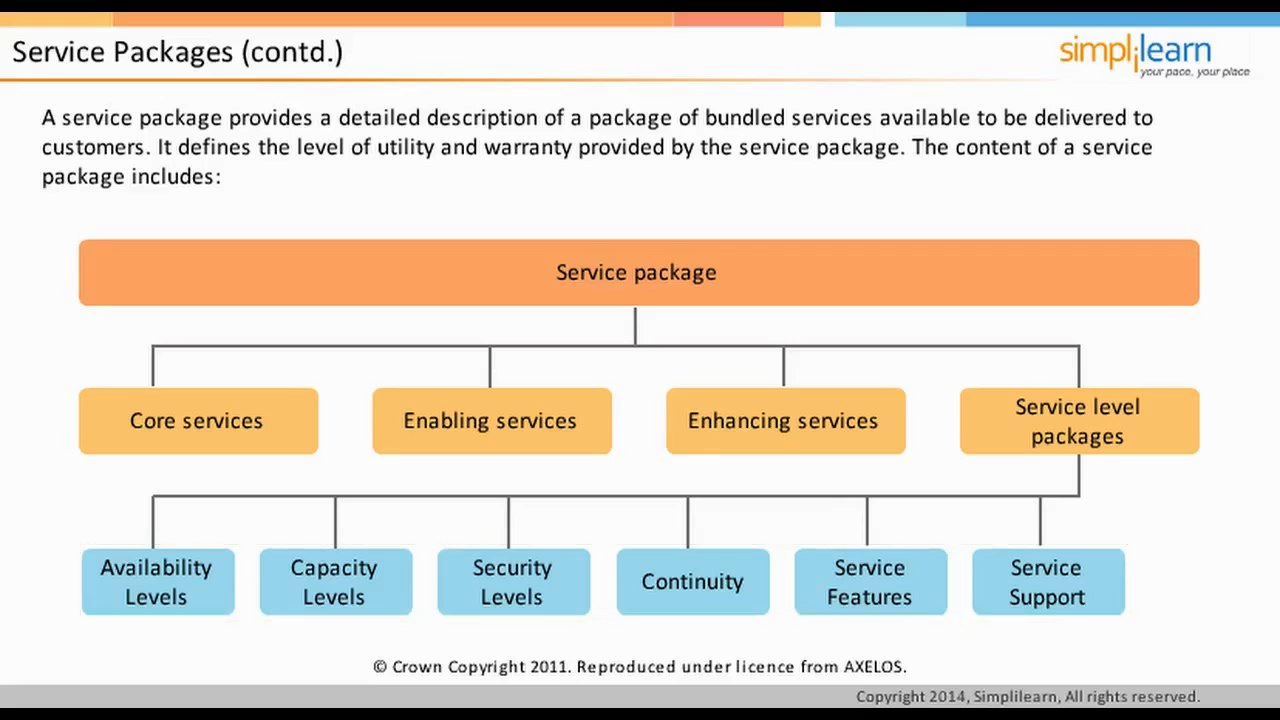 Service Packages (contd.)
simplilearn
your pace, your place
A service package provides a detailed description of a package of bundled services available to be delivered to
customers. It defines the level of utility and warranty provided by the service package. The content of a service
package includes:
Service package
Core services
Enabling services
Enhancing services
Service level
packages
Availability
Levels
Capacity
Levels
Security
Levels
Continuity
Service
Features
Service
Support
© Crown Copyright 2011. Reproduced under licence from AXELOS.
Copyright 2014, Simplilearn, All rights reserved.